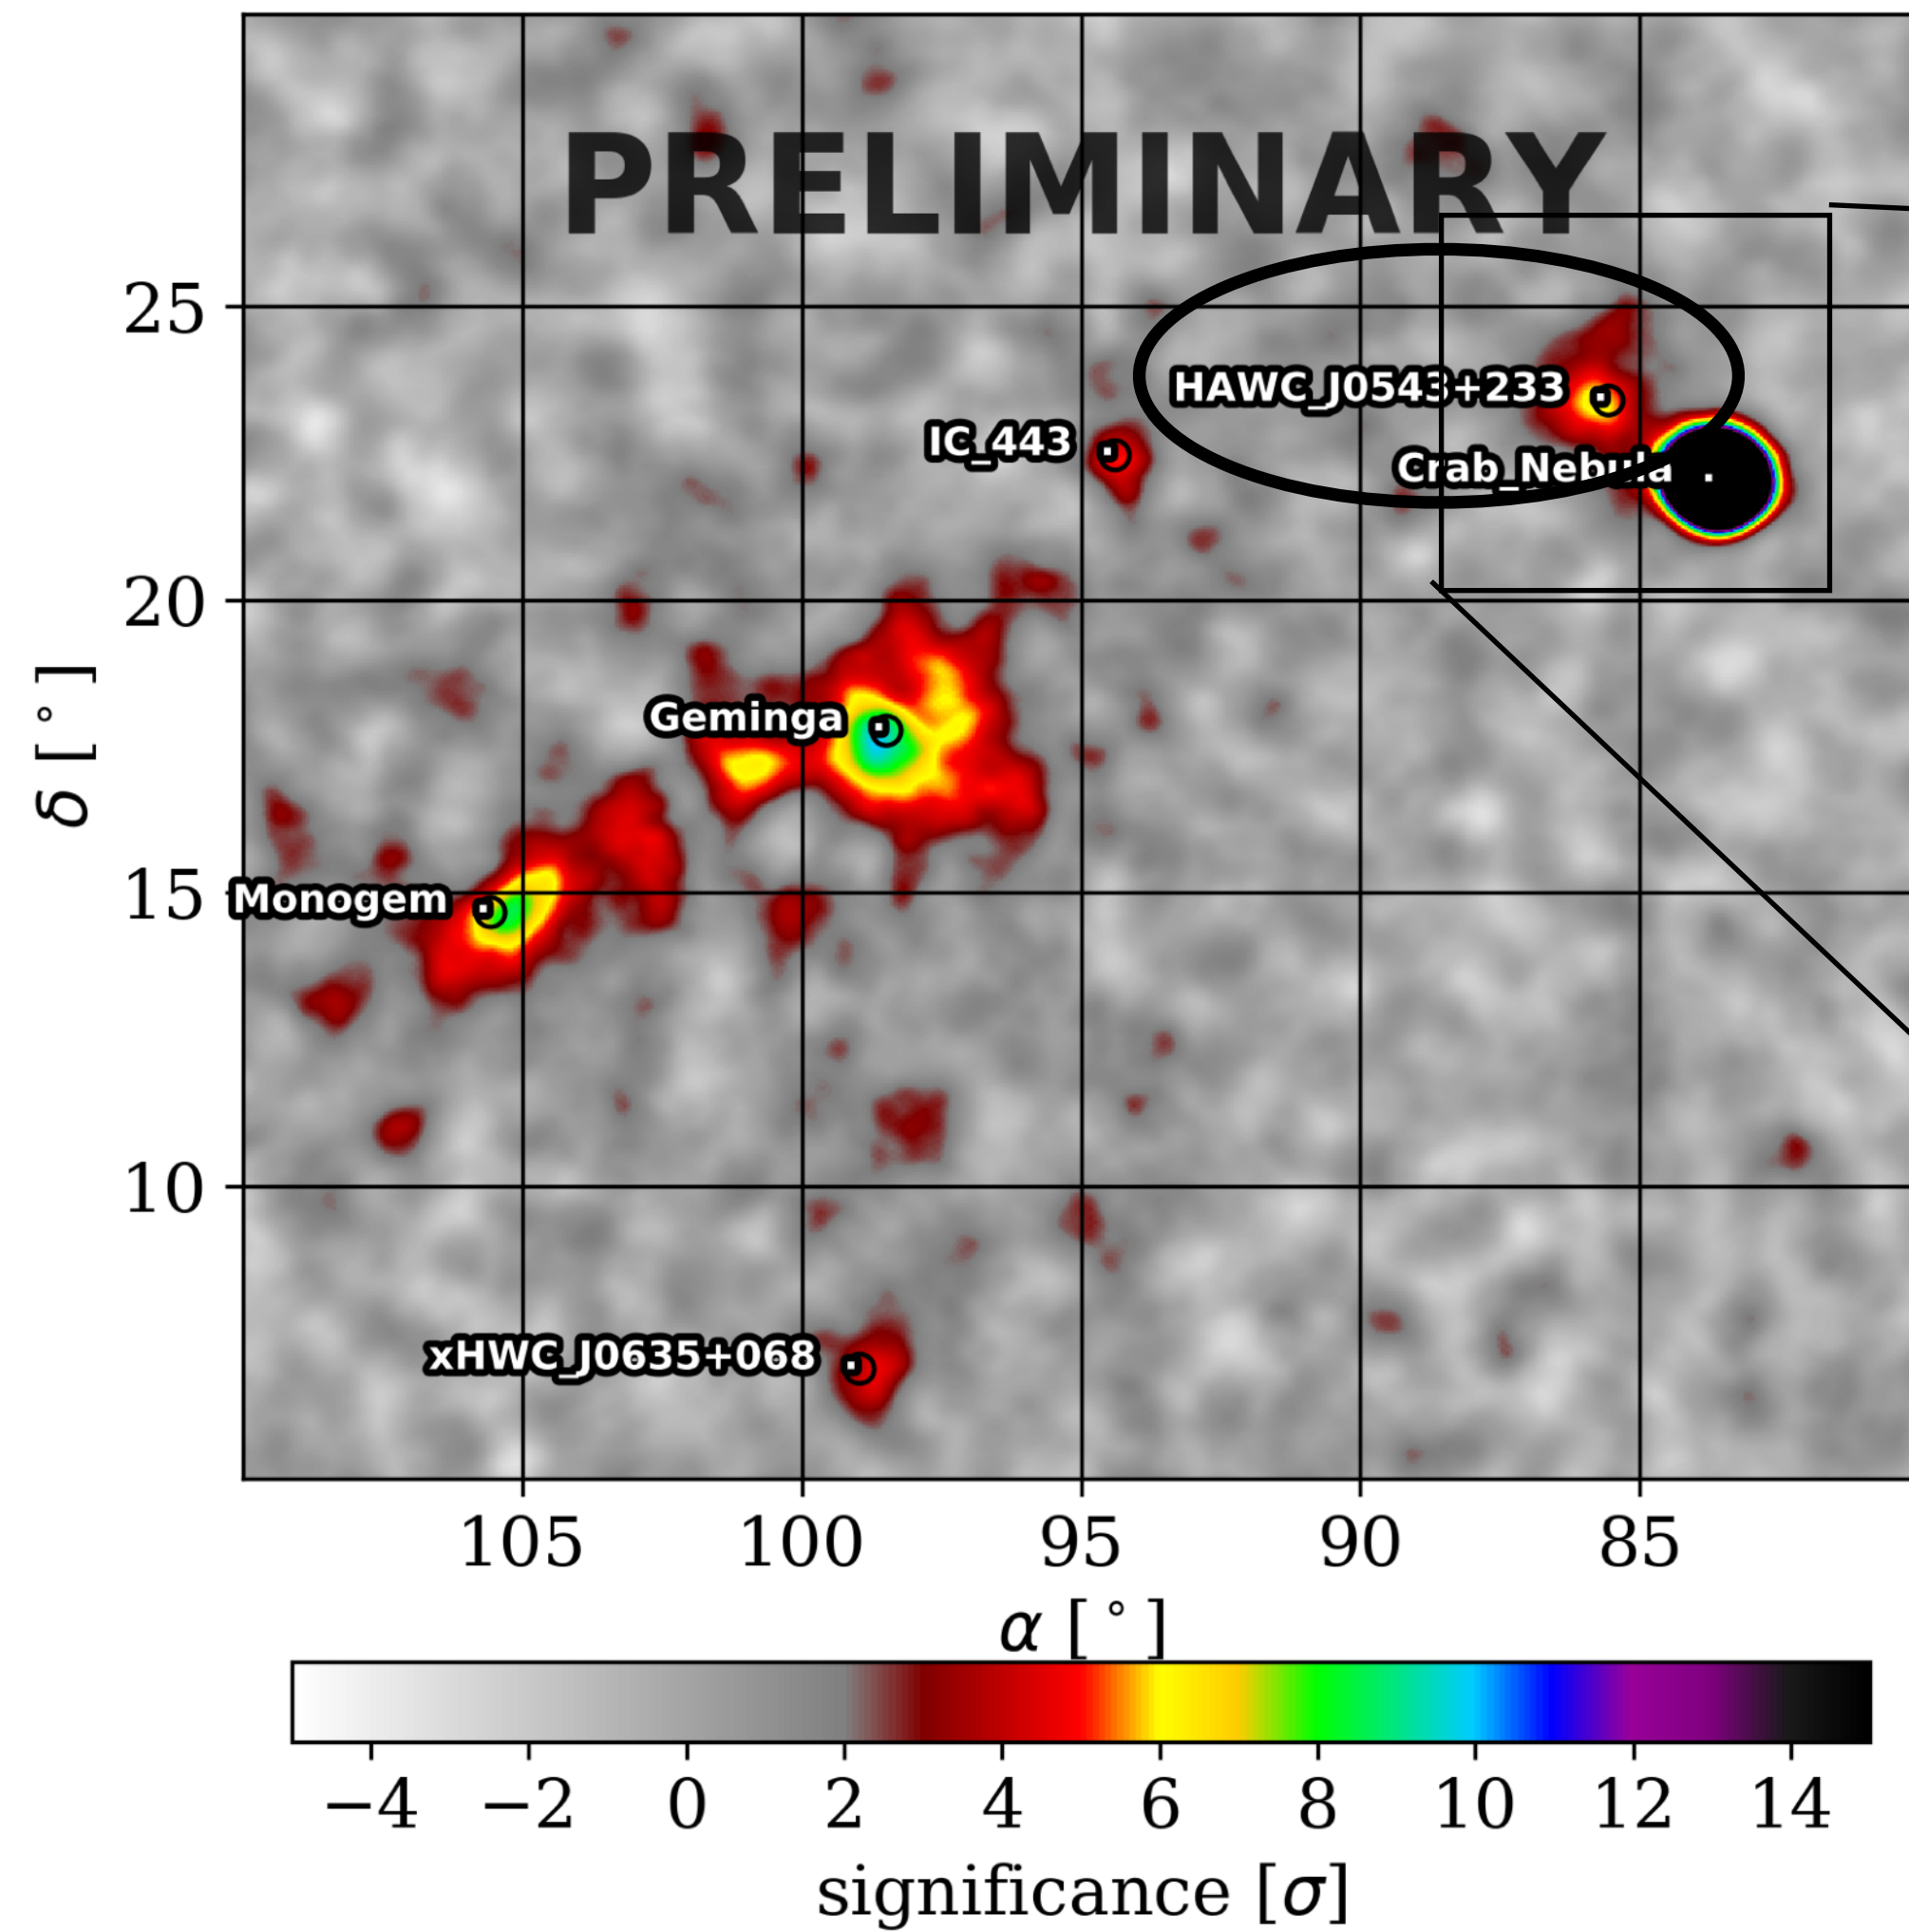 PRELIMINARY
25
HAWC_J0543+233
IC_443
Crab_Nebula
20
Geminga
δ [°]
15
Monogem
10
xHWC_J0635+068
105 100 95 90 85
α [°]
−4 −2 0 2 4 6 8 10 12 14
significance [σ]